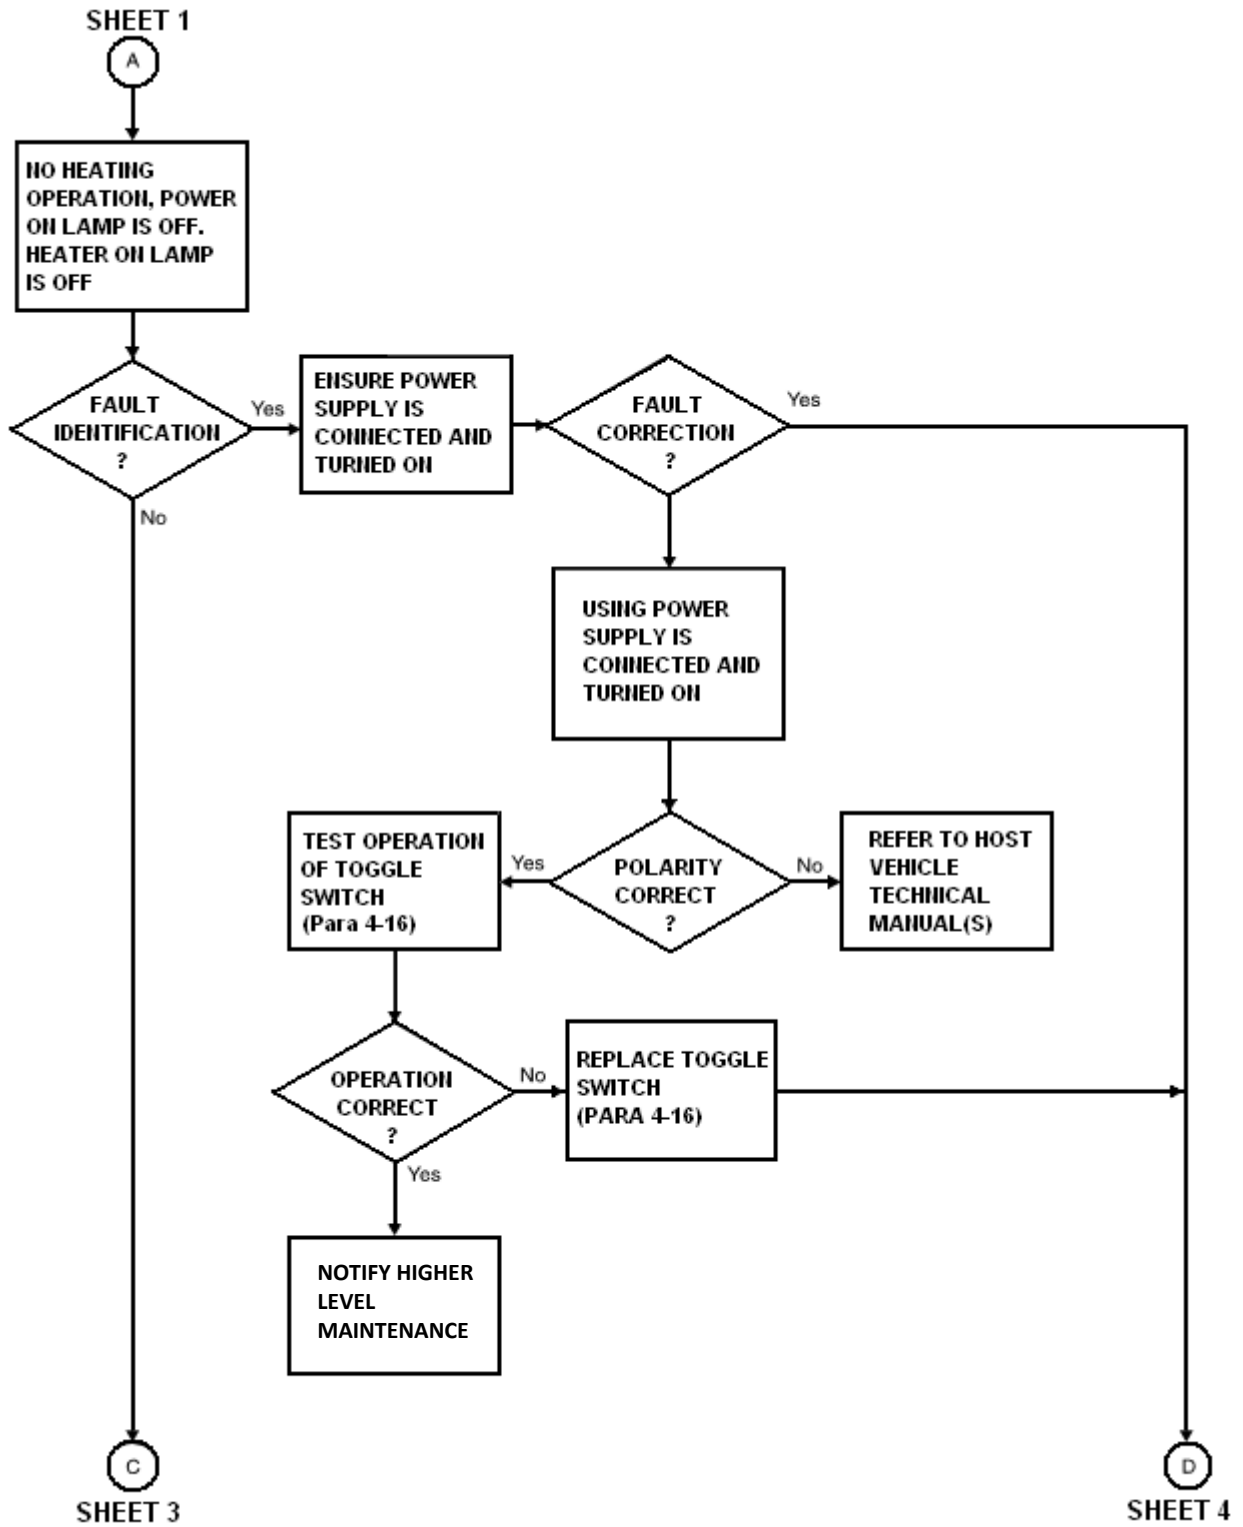 SHEET 1
A
NO HEATING
OPERATION, POWER
ON LAMP IS OFF.
HEATER ON LAMP
IS OFF
FAULT
IDENTIFICATION
?
Yes
No
ENSURE POWER
SUPPLY IS
CONNECTED AND
TURNED ON
FAULT
CORRECTION
?
Yes
USING POWER
SUPPLY IS
CONNECTED AND
TURNED ON
POLARITY
CORRECT
?
Yes
No
REFER TO HOST
VEHICLE
TECHNICAL
MANUAL(S)
TEST OPERATION
OF TOGGLE
SWITCH
(Para 4-16)
OPERATION
CORRECT
?
No
Yes
REPLACE TOGGLE
SWITCH
(PARA 4-16)
NOTIFY HIGHER
LEVEL
MAINTENANCE
C
SHEET 3
D
SHEET 4